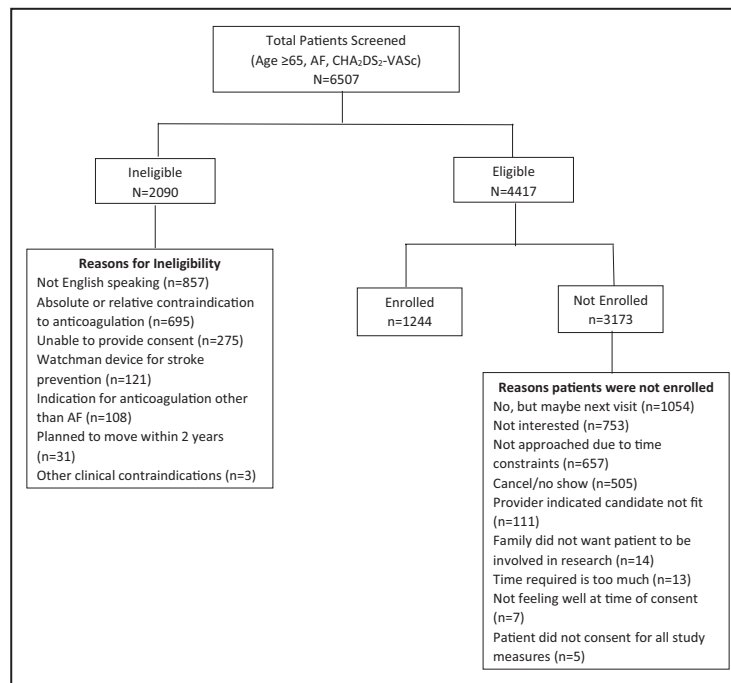 Total Patients Screened
(Age ≥65, AF, CHA₂DS₂-VASc)
N=6507
Ineligible
N=2090
Eligible
N=4417
Reasons for Ineligibility
Not English speaking (n=857)
Absolute or relative contraindication
to anticoagulation (n=695)
Unable to provide consent (n=275)
Watchman device for stroke
prevention (n=121)
Indication for anticoagulation other
than AF (n=108)
Planned to move within 2 years
(n=31)
Other clinical contraindications (n=3)
Enrolled
n=1244
Not Enrolled
n=3173
Reasons patients were not enrolled
No, but maybe next visit (n=1054)
Not interested (n=753)
Not approached due to time
constraints (n=657)
Cancel/no show (n=505)
Provider indicated candidate not fit
(n=111)
Family did not want patient to be
involved in research (n=14)
Time required is too much (n=13)
Not feeling well at time of consent
(n=7)
Patient did not consent for all study
measures (n=5)